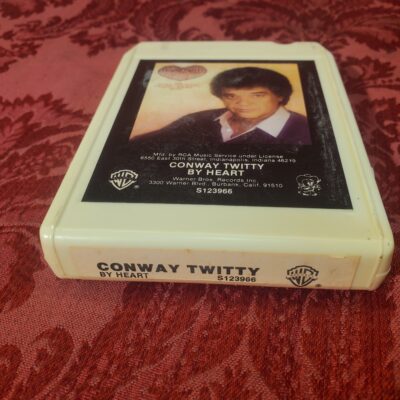 Mfd. by RCA Music Service under License
6550 East 30th Street, Indianapolis, Indiana 46219
CONWAY TWITTY
BY HEART
Warner Bros. Records Inc.
3300 Warner Blvd., Burbank, Calif. 91510
S123966
CONWAY TWITTY
BY HEART S123966